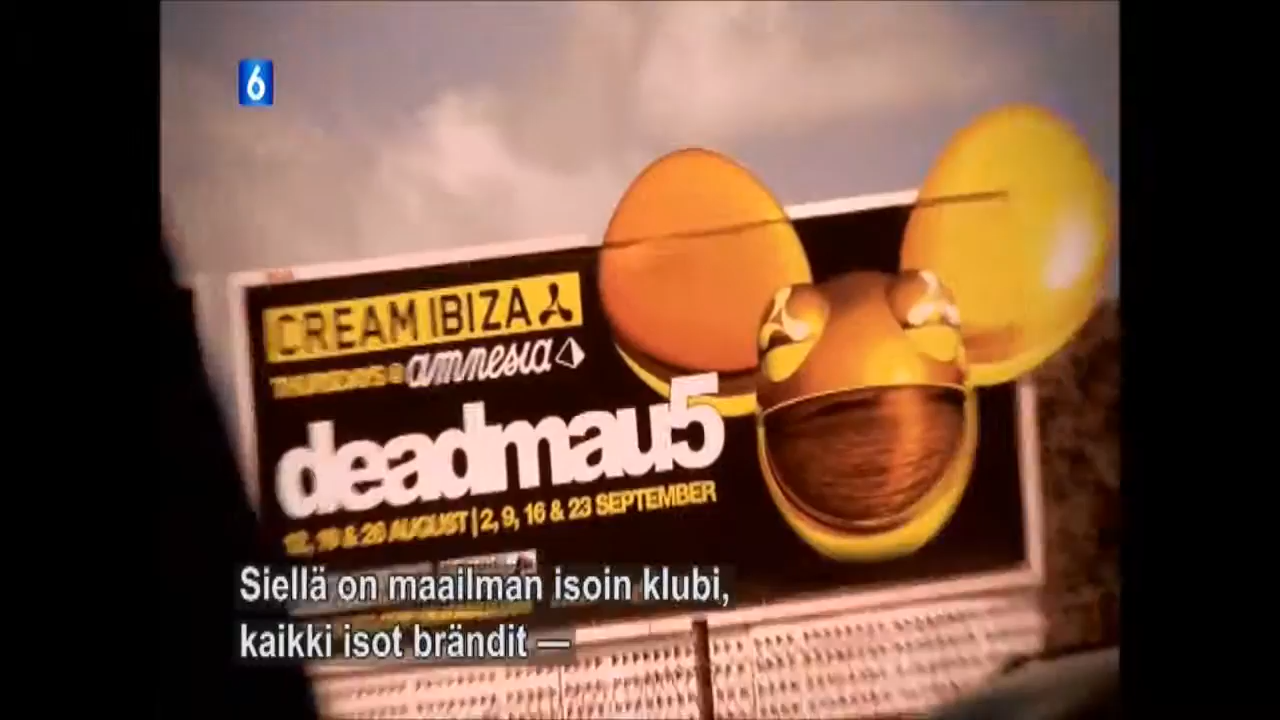 6
CREAM IBIZA
THURSDAYS @ amnesia
deadmau5
12, 19 & 26 AUGUST | 2, 9, 16 & 23 SEPTEMBER
Siellä on maailman isoin klubi,
kaikki isot brändit —